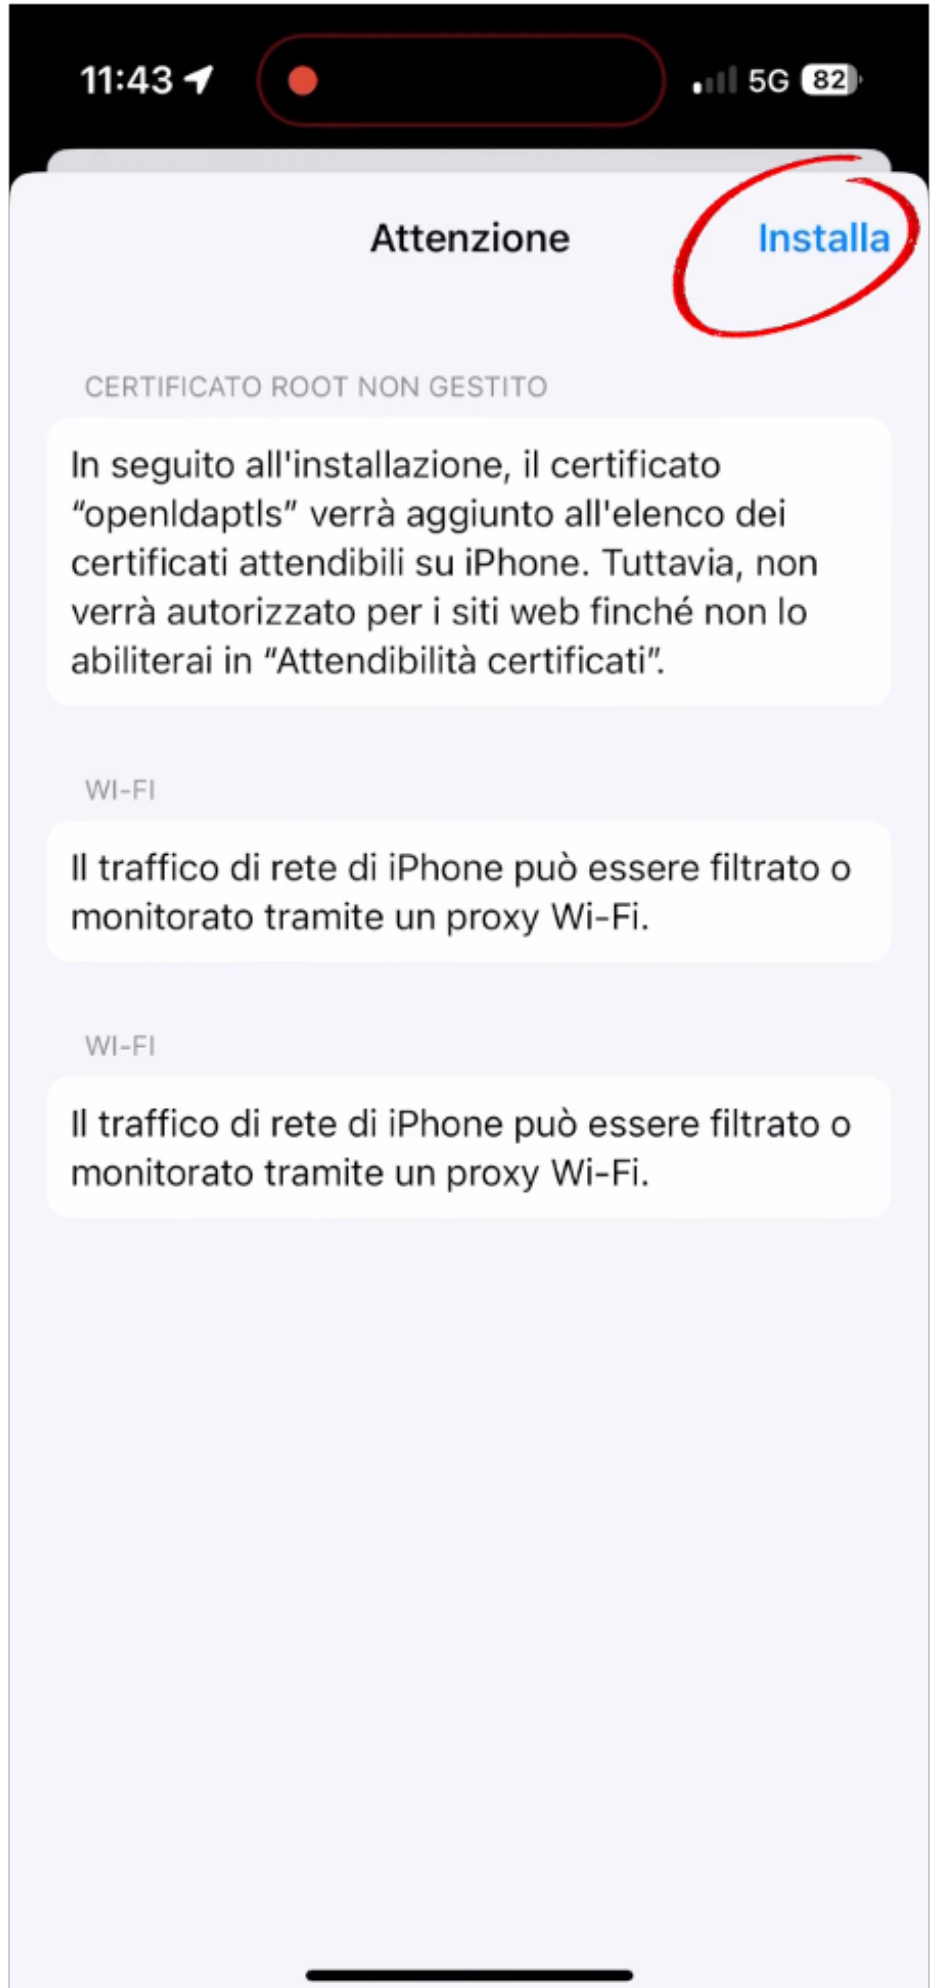 11:43
5G 82
Attenzione
Installa
CERTIFICATO ROOT NON GESTITO
In seguito all'installazione, il certificato
“openldaptls” verrà aggiunto all'elenco dei
certificati attendibili su iPhone. Tuttavia, non
verrà autorizzato per i siti web finché non lo
abiliterai in “Attendibilità certificati”.
WI-FI
Il traffico di rete di iPhone può essere filtrato o
monitorato tramite un proxy Wi-Fi.
WI-FI
Il traffico di rete di iPhone può essere filtrato o
monitorato tramite un proxy Wi-Fi.